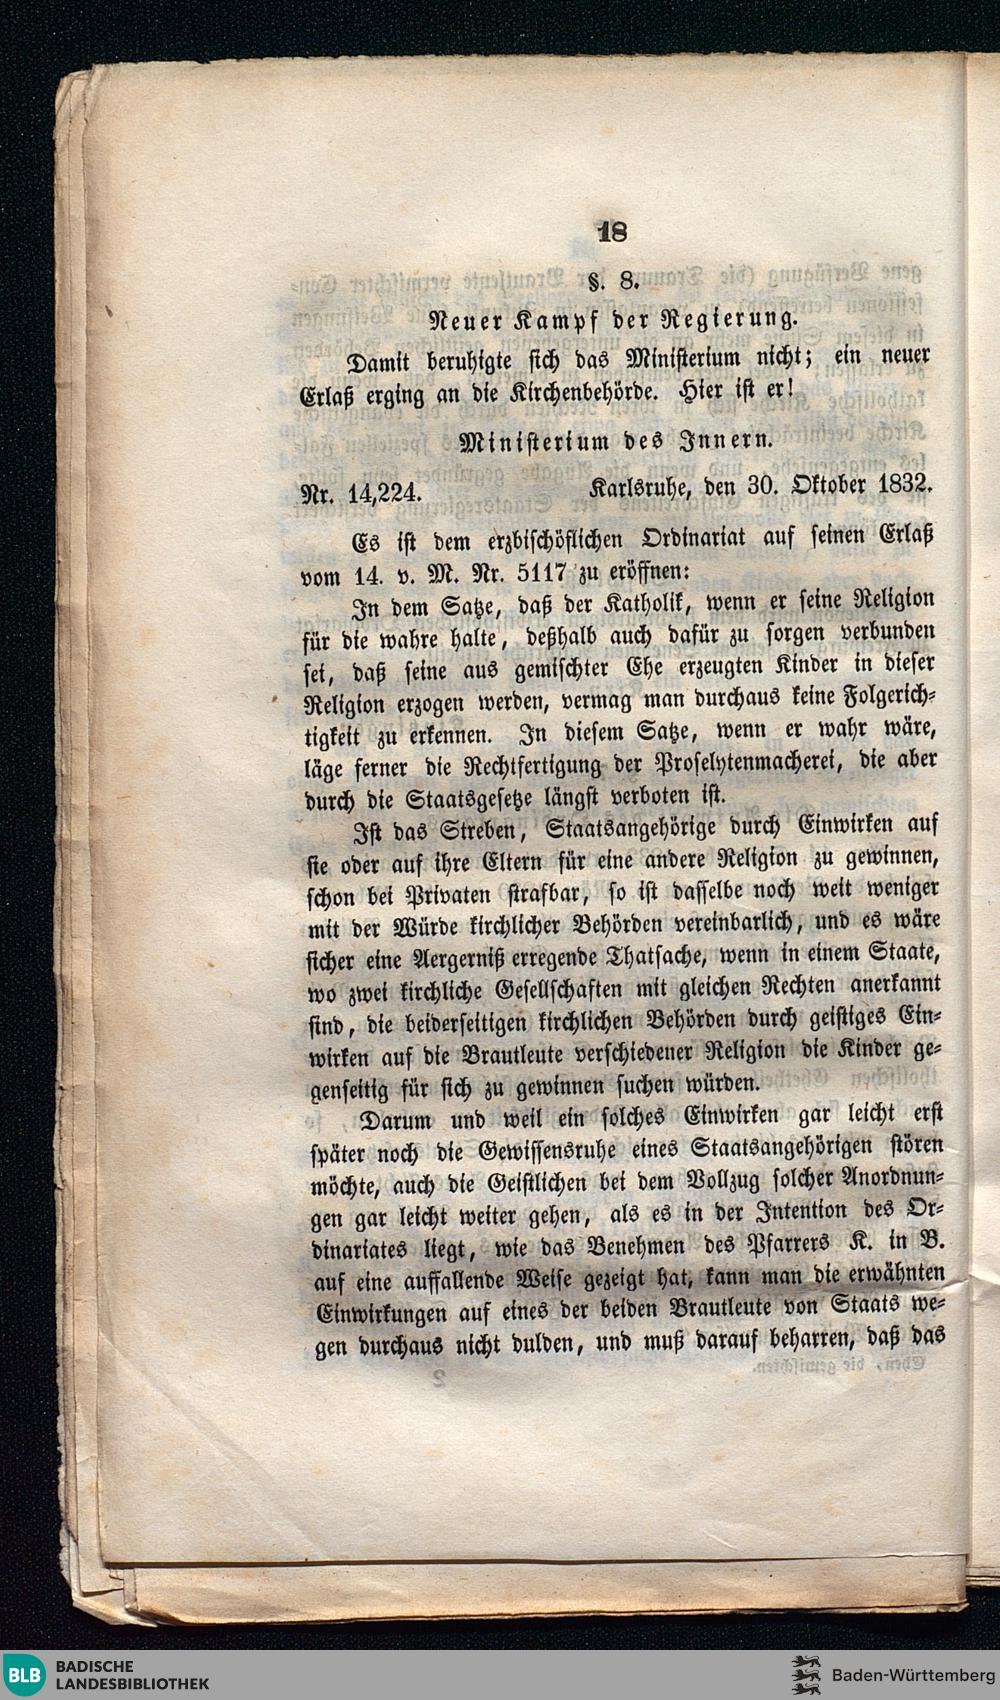 18
§. 8.
Neuer Kampf der Regierung.
Damit beruhigte sich das Ministerium nicht; ein neuer
Erlaß erging an die Kirchenbehörde. Hier ist er!
Ministerium des Innern.
Nr. 14,224. Karlsruhe, den 30. Oktober 1832.
Es ist dem erzbischöflichen Ordinariat auf seinen Erlaß
vom 14. v. M. Nr. 5117 zu eröffnen:
In dem Satze, daß der Katholik, wenn er seine Religion
für die wahre halte, deßhalb auch dafür zu sorgen verbunden
sei, daß seine aus gemischter Ehe erzeugten Kinder in dieser
Religion erzogen werden, vermag man durchaus keine Folgerich-
tigkeit zu erkennen. In diesem Satze, wenn er wahr wäre,
läge ferner die Rechtfertigung der Proselytenmacherei, die aber
durch die Staatsgesetze längst verboten ist.
Ist das Streben, Staatsangehörige durch Einwirken auf
sie oder auf ihre Eltern für eine andere Religion zu gewinnen,
schon bei Privaten strafbar, so ist dasselbe noch weit weniger
mit der Würde kirchlicher Behörden vereinbarlich, und es wäre
sicher eine Aergerniß erregende Thatsache, wenn in einem Staate,
wo zwei kirchliche Gesellschaften mit gleichen Rechten anerkannt
sind, die beiderseitigen kirchlichen Behörden durch geistiges Ein-
wirken auf die Brautleute verschiedener Religion die Kinder ge-
genseitig für sich zu gewinnen suchen würden.
Darum und weil ein solches Einwirken gar leicht erst
später noch die Gewissensruhe eines Staatsangehörigen stören
möchte, auch die Geistlichen bei dem Vollzug solcher Anordnun-
gen gar leicht weiter gehen, als es in der Intention des Or-
dinariates liegt, wie das Benehmen des Pfarrers K. in B.
auf eine auffallende Weise gezeigt hat, kann man die erwähnten
Einwirkungen auf eines der beiden Brautleute von Staats we-
gen durchaus nicht dulden, und muß darauf beharren, daß das
BLB BADISCHE
LANDESBIBLIOTHEK
Baden-Württemberg